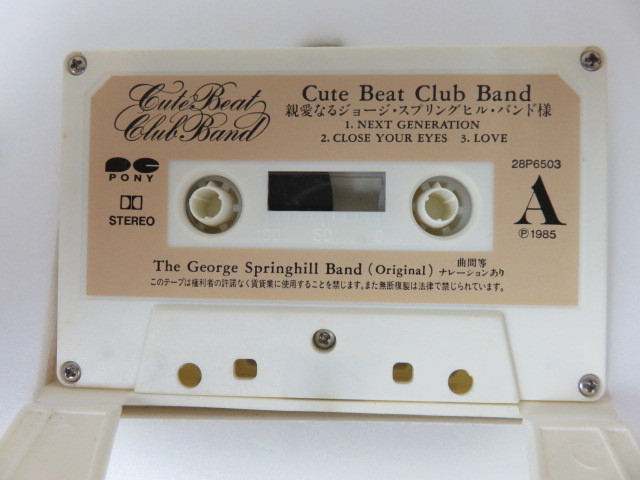 Cute Beat
Club Band
Cute Beat Club Band
親愛なるジョージ・スプリングヒル・バンド様
1. NEXT GENERATION
2. CLOSE YOUR EYES 3. LOVE
PONY
STEREO
28P6503
A
Ⓟ1985
100 50 0
The George Springhill Band (Original) 曲間等
ナレーションあり
このテープは権利者の許諾なく賃貸業に使用することを禁じます。また無断複製は法律で禁じられています。